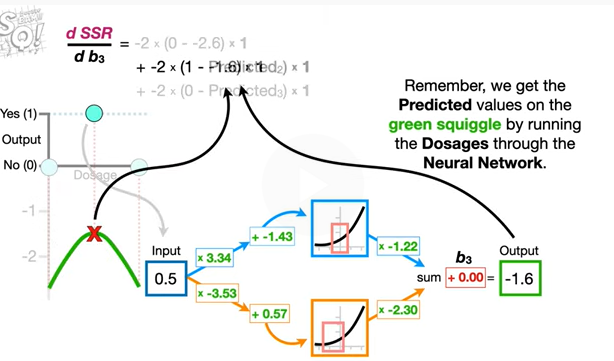 SQ!
d SSR
d b3
= -2 × (0 - -2.6) × 1
+ -2 × (1 - -1.6) × 1
+ -2 × (0 - Predicted3) × 1
Remember, we get the
Predicted values on the
green squiggle by running
the Dosages through the
Neural Network.
Yes (1)
Output
No (0)
Dosage
-1
-2
Input
0.5
x 3.34
+ -1.43
x -1.22
x -3.53
+ 0.57
x -2.30
b3
sum + 0.00 =
Output
-1.6